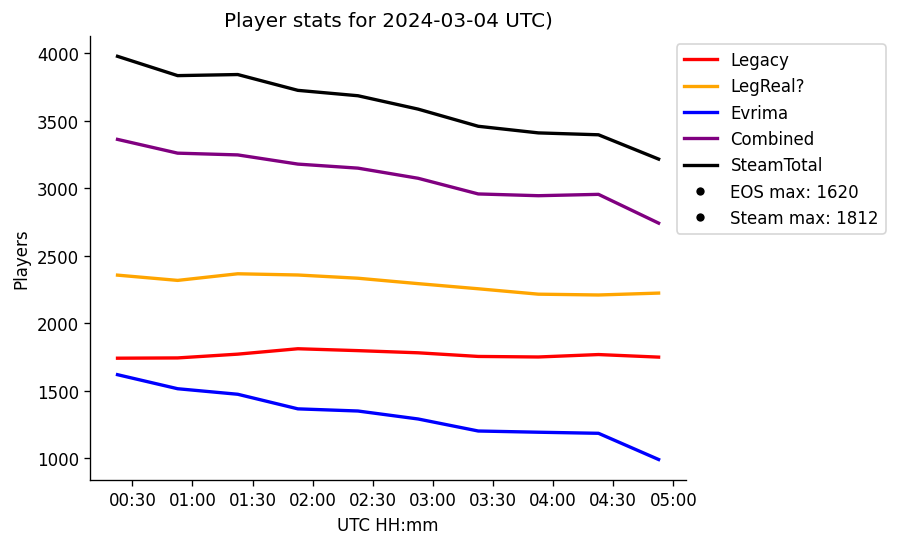 Player stats for 2024-03-04 UTC)
4000
3500
3000
2500
2000
1500
1000
Players
00:30 01:00 01:30 02:00 02:30 03:00 03:30 04:00 04:30 05:00
UTC HH:mm
Legacy
LegReal?
Evrima
Combined
SteamTotal
EOS max: 1620
Steam max: 1812